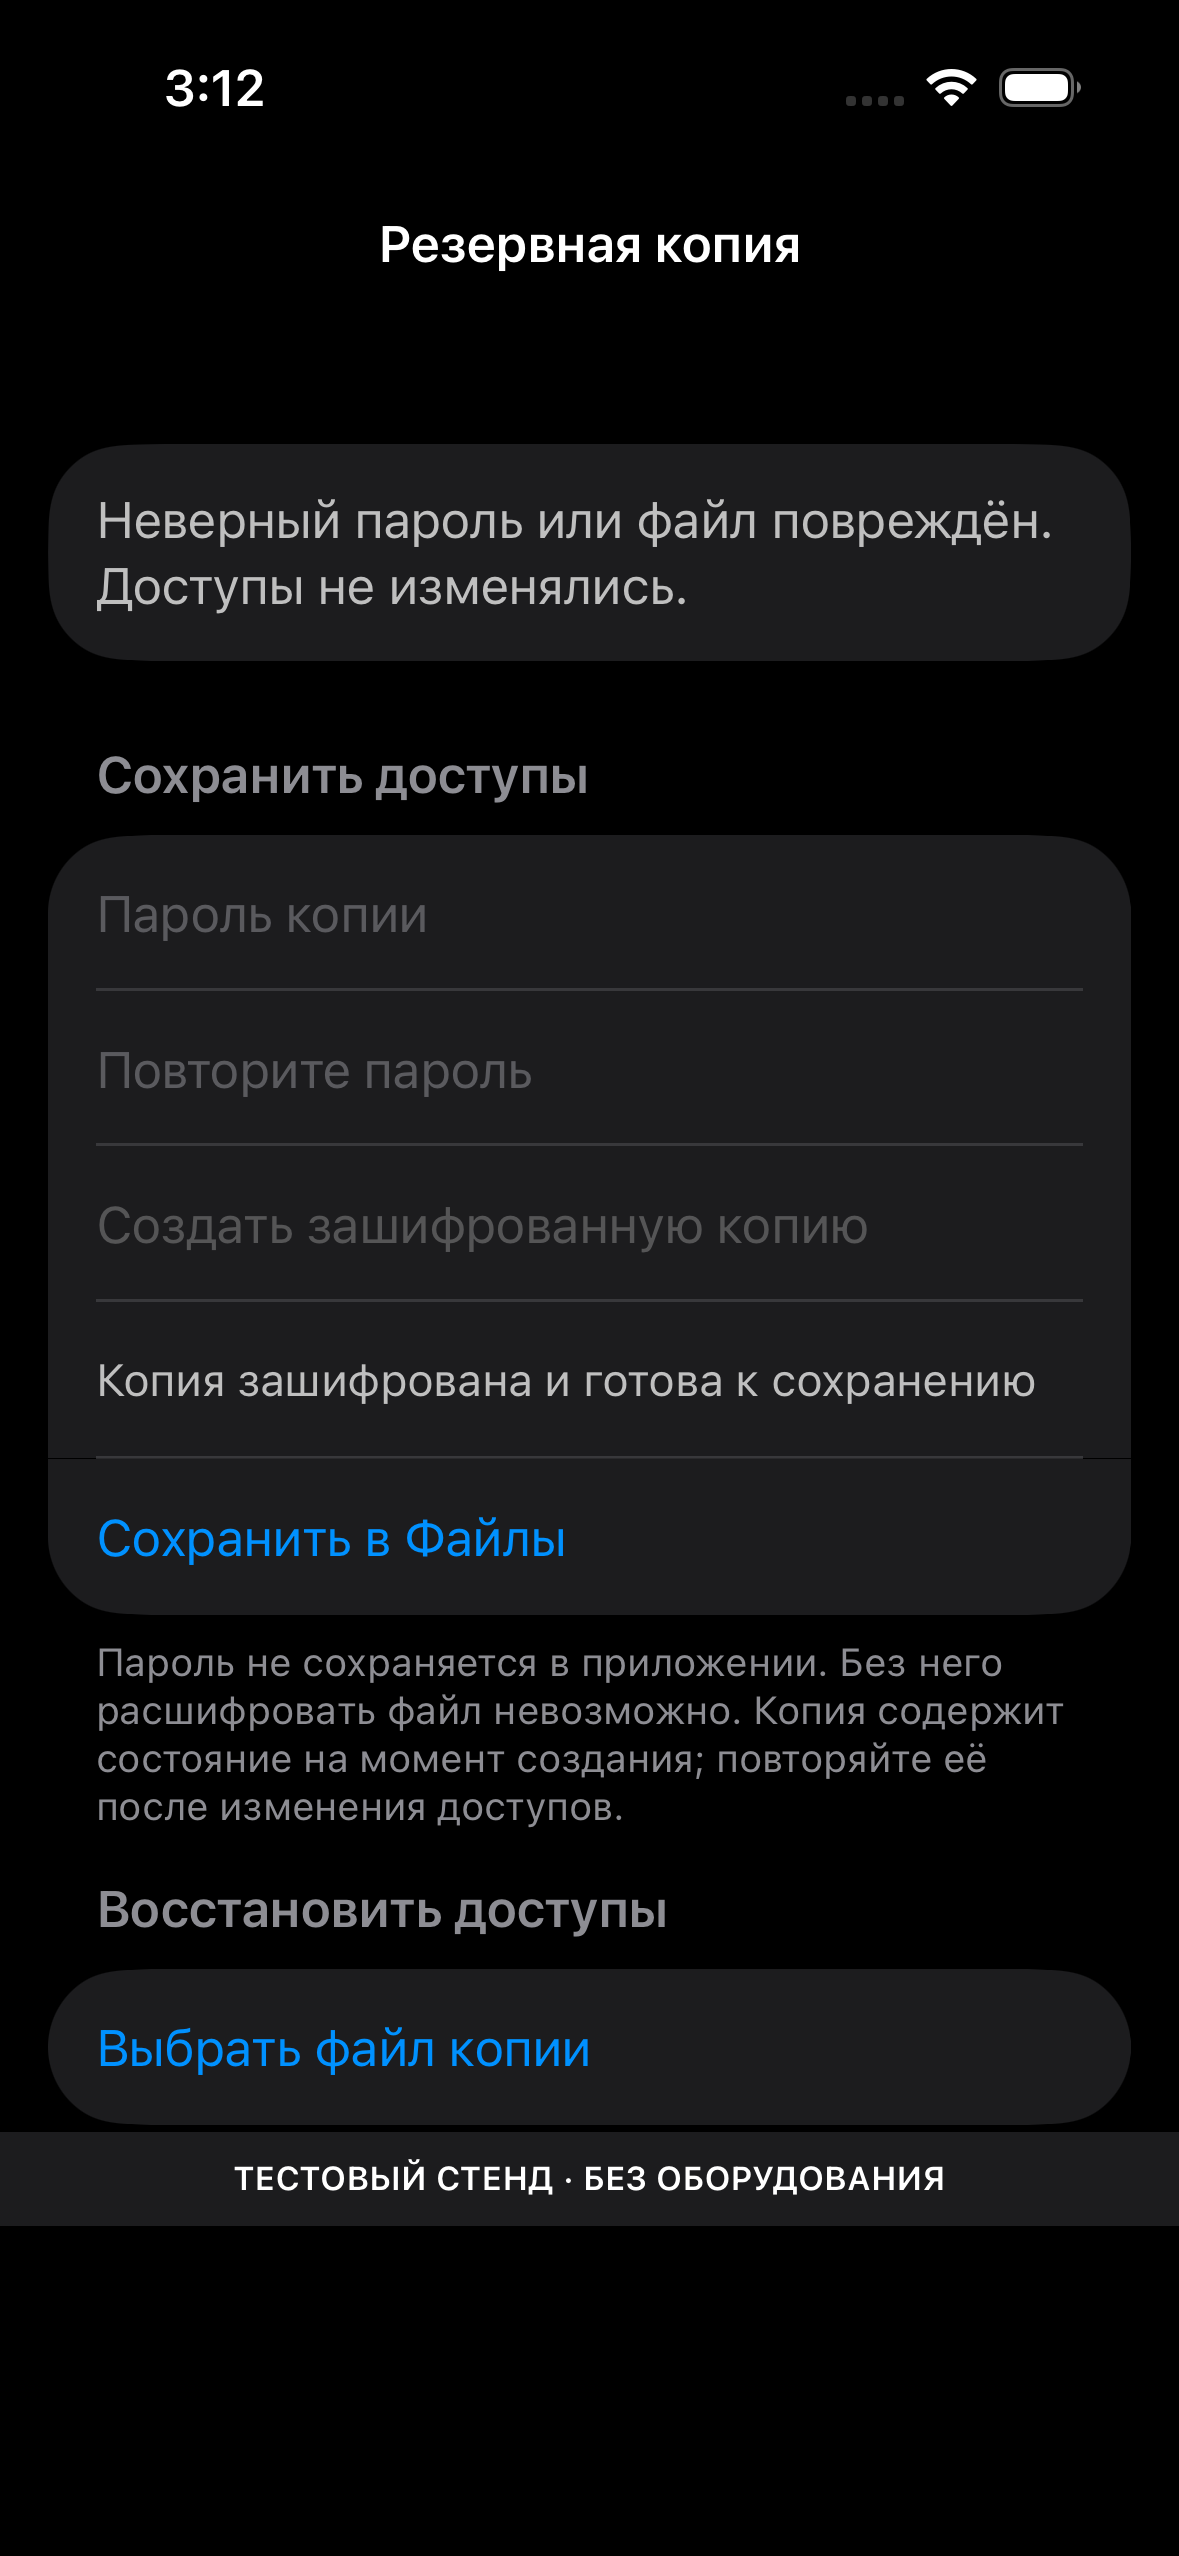 3:12
Резервная копия
Неверный пароль или файл повреждён.
Доступы не изменялись.
Сохранить доступы
Пароль копии
Повторите пароль
Создать зашифрованную копию
Копия зашифрована и готова к сохранению
Сохранить в Файлы
Пароль не сохраняется в приложении. Без него
расшифровать файл невозможно. Копия содержит
состояние на момент создания; повторяйте её
после изменения доступов.
Восстановить доступы
Выбрать файл копии
ТЕСТОВЫЙ СТЕНД · БЕЗ ОБОРУДОВАНИЯ